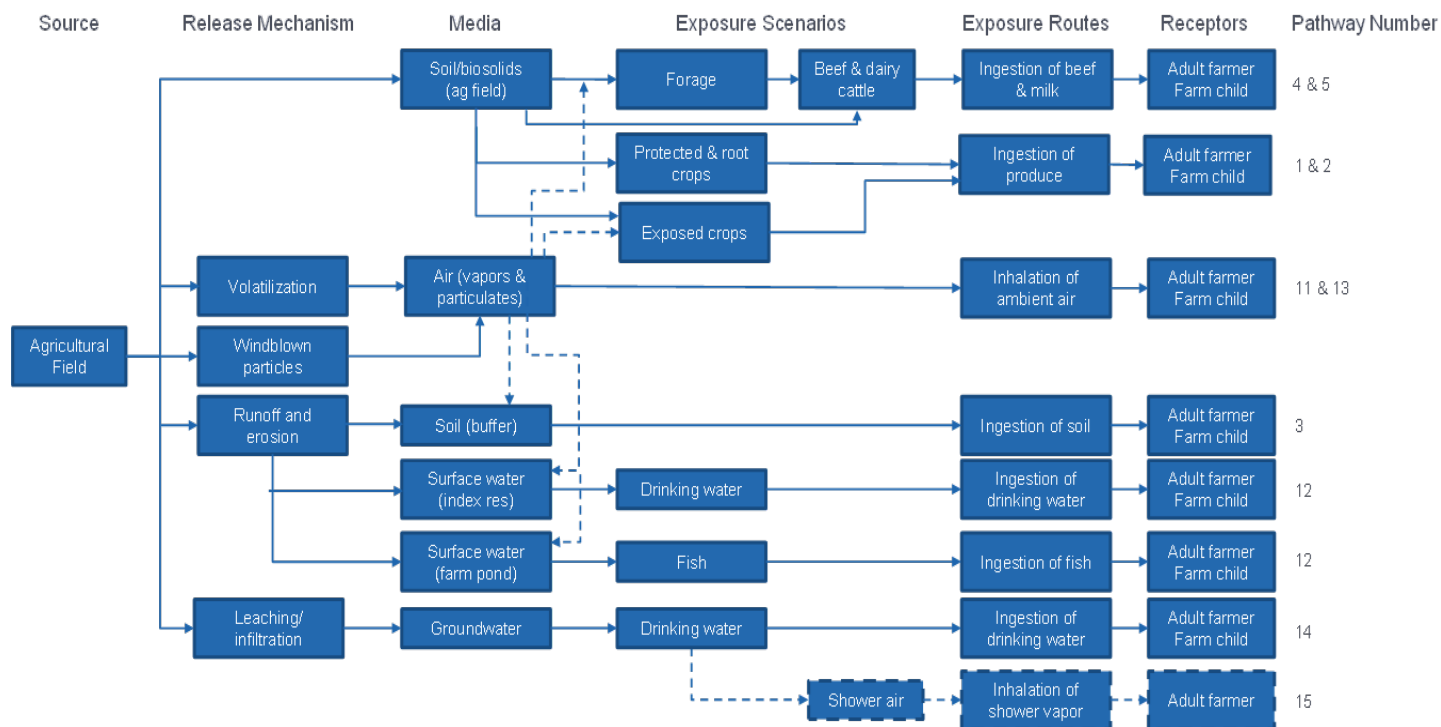 Source
Release Mechanism
Media
Exposure Scenarios
Exposure Routes
Receptors
Pathway Number
Soil/biosolids
(ag field)
Forage
Beef & dairy
cattle
Ingestion of beef
& milk
Adult farmer
Farm child
4 & 5
Protected & root
crops
Ingestion of
produce
Adult farmer
Farm child
1 & 2
Exposed crops
Volatilization
Air (vapors &
particulates)
Inhalation of
ambient air
Adult farmer
Farm child
11 & 13
Agricultural
Field
Windblown
particles
Runoff and
erosion
Soil (buffer)
Ingestion of soil
Adult farmer
Farm child
3
Surface water
(index res)
Drinking water
Ingestion of
drinking water
Adult farmer
Farm child
12
Surface water
(farm pond)
Fish
Ingestion of fish
Adult farmer
Farm child
12
Leaching/
infiltration
Groundwater
Drinking water
Ingestion of
drinking water
Adult farmer
Farm child
14
Shower air
Inhalation of
shower vapor
Adult farmer
15